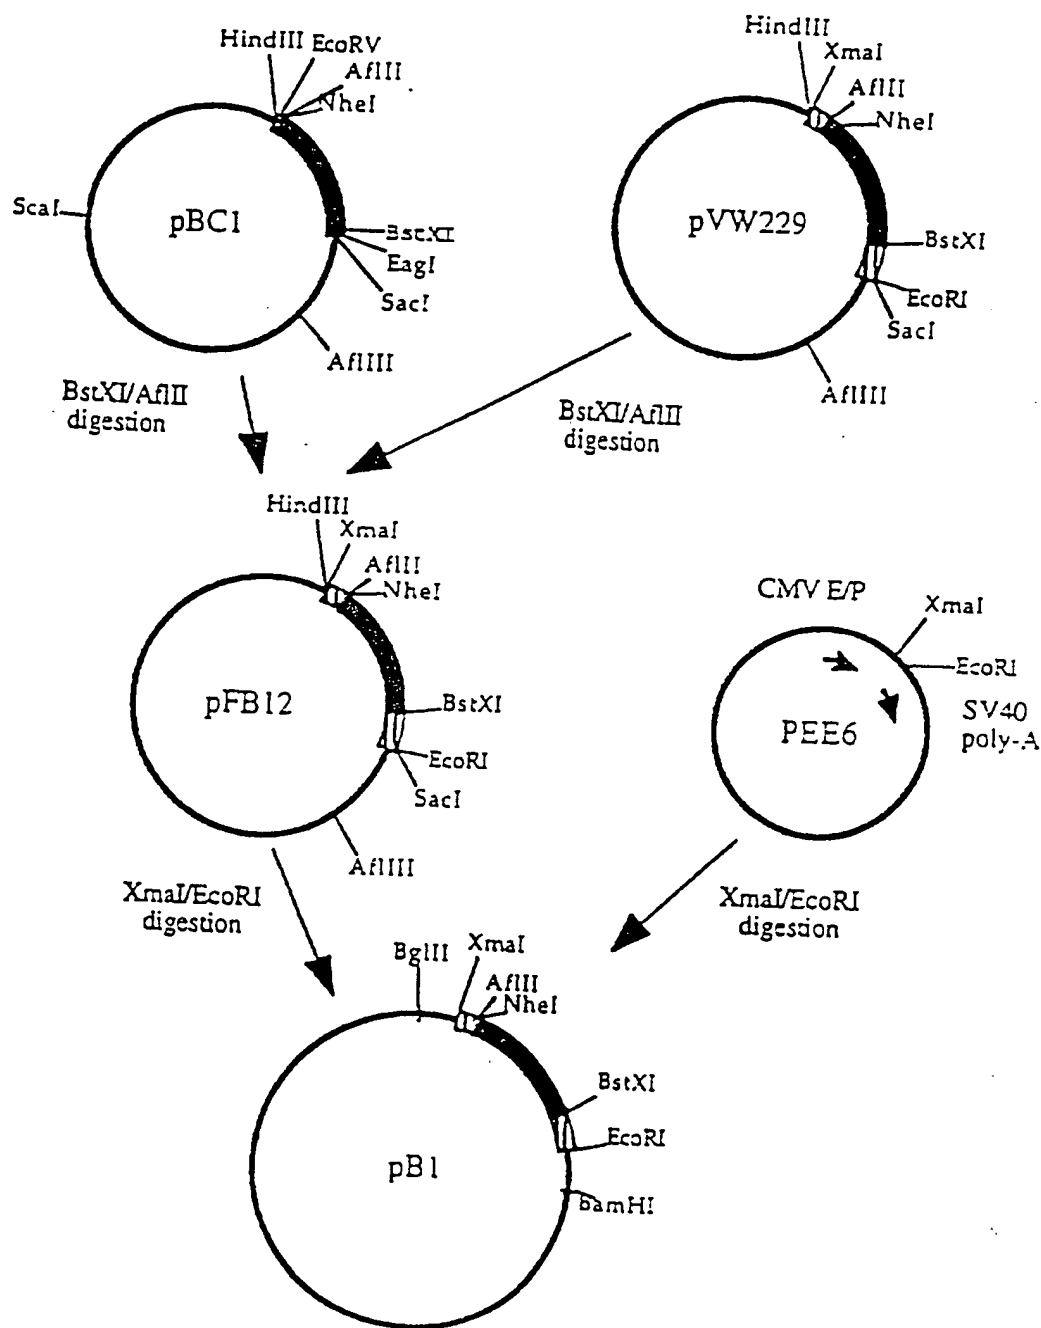 HindIII EcoRV
AflII
NheI
ScaI
pBC1
BstXI
EagI
SacI
AflIII
HindIII
XmaI
AflII
NheI
pVW229
BstXI
EcoRI
SacI
AflIII
BstXI/AflII
digestion
BstXI/AflII
digestion
HindIII
XmaI
AflII
NheI
pFB12
BstXI
EcoRI
SacI
AflIII
CMV E/P
XmaI
EcoRI
SV40
poly-A
PEE6
XmaI/EcoRI
digestion
XmaI/EcoRI
digestion
BglII
XmaI
AflII
NheI
BstXI
EcoRI
pB1
bamHI